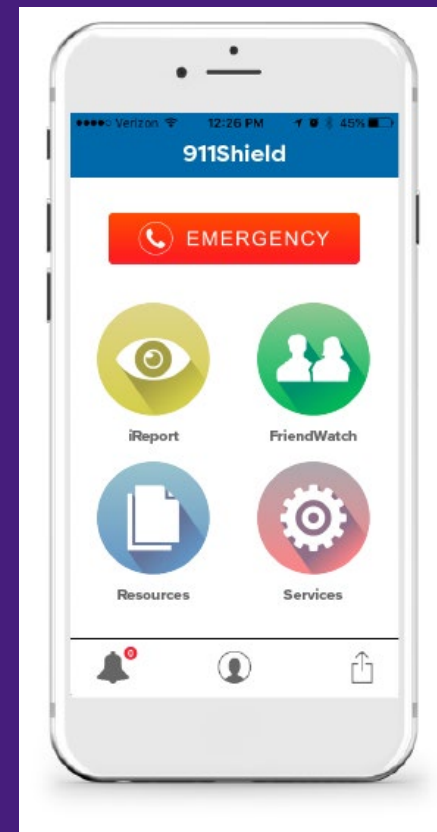 Verizon 12:26 PM 45%
911Shield
EMERGENCY
iReport FriendWatch
Resources Services
0